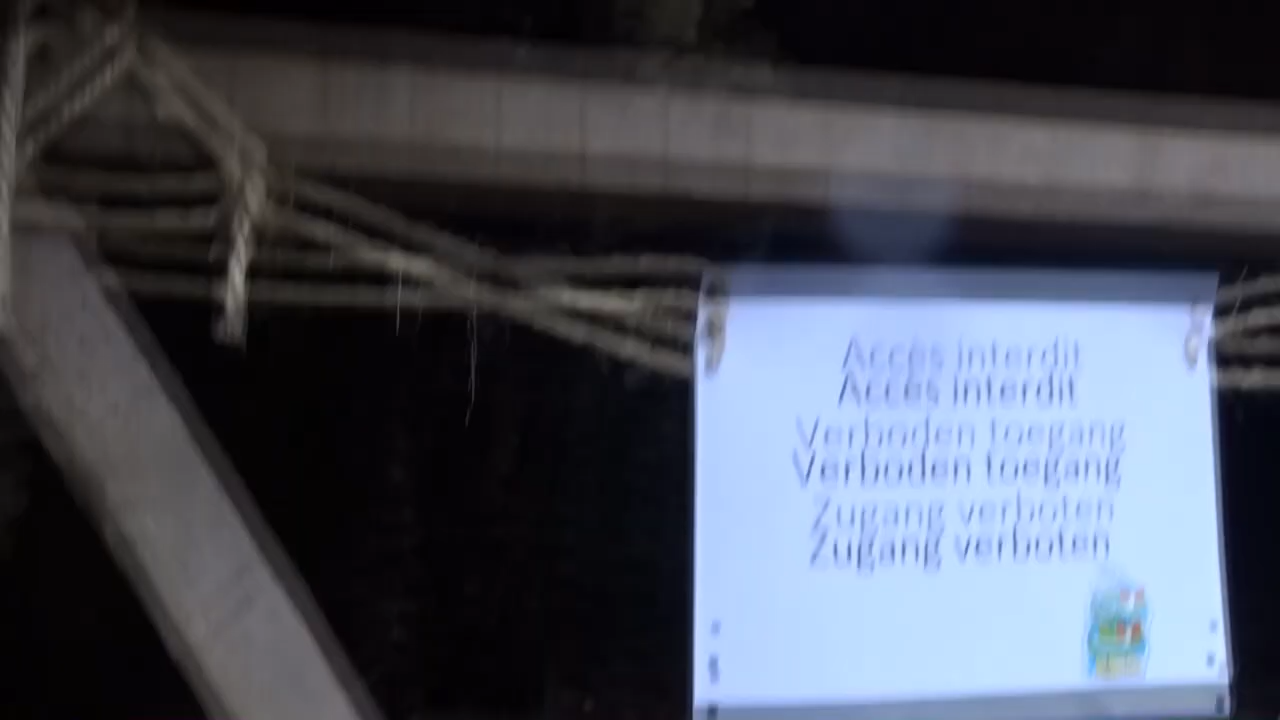 Accès interdit
Verboden toegang
Zugang verboten